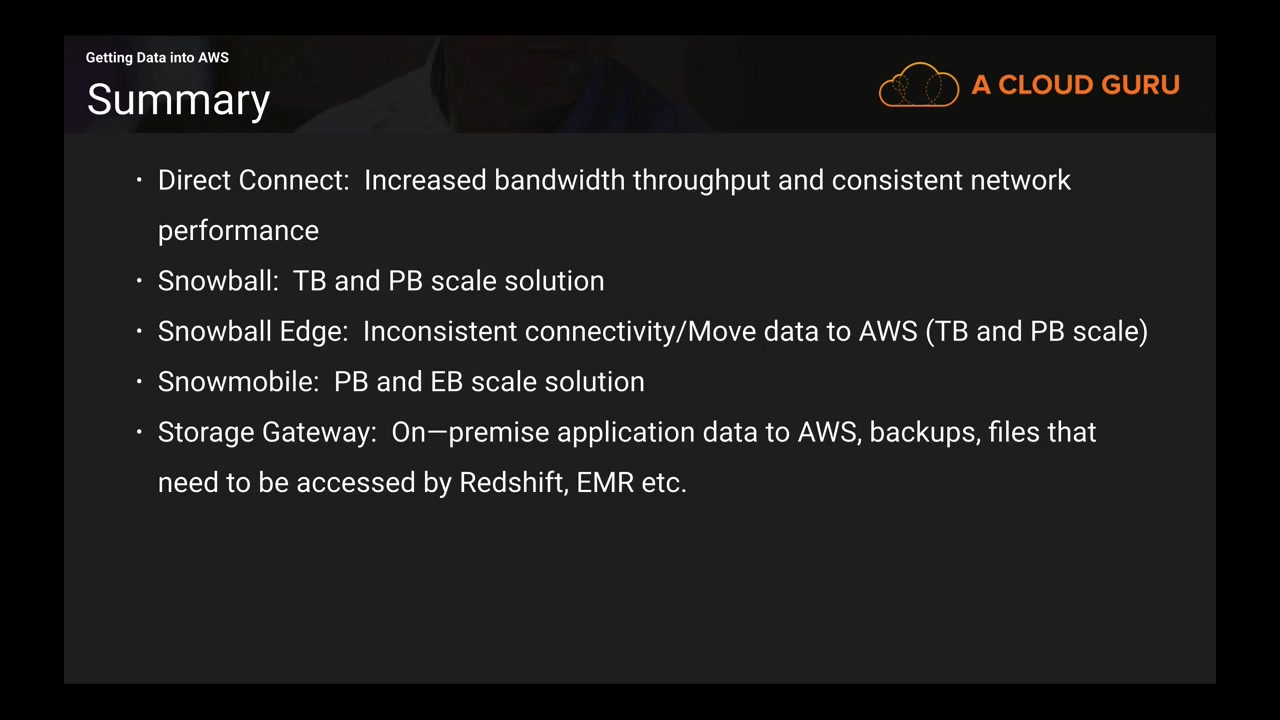 Getting Data into AWS
Summary
A CLOUD GURU
• Direct Connect:  Increased bandwidth throughput and consistent network
performance
• Snowball:  TB and PB scale solution
• Snowball Edge:  Inconsistent connectivity/Move data to AWS (TB and PB scale)
• Snowmobile:  PB and EB scale solution
• Storage Gateway:  On—premise application data to AWS, backups, files that
need to be accessed by Redshift, EMR etc.